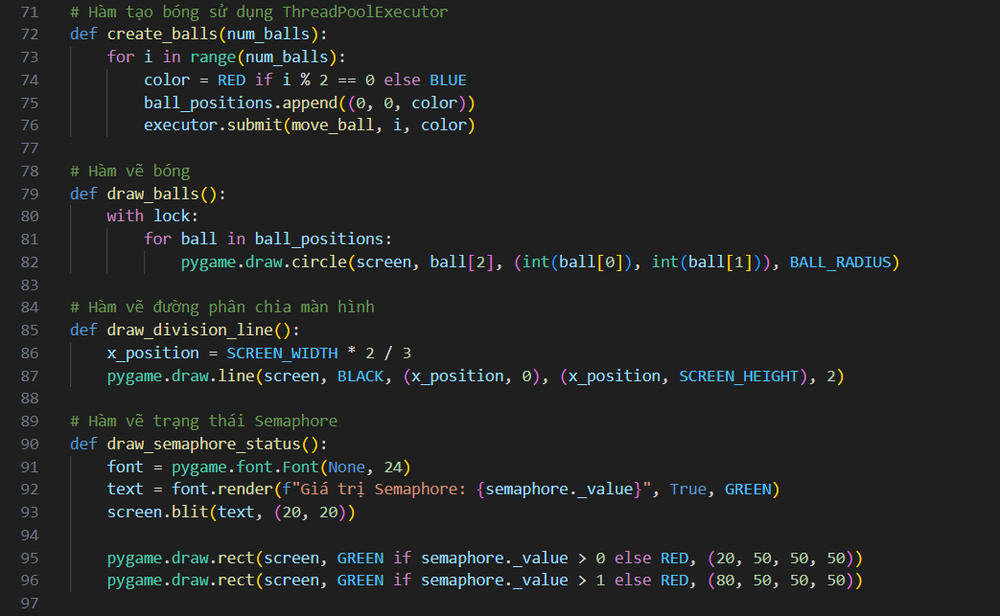 71 # Hàm tạo bóng sử dụng ThreadPoolExecutor
72 def create_balls(num_balls):
73     for i in range(num_balls):
74         color = RED if i % 2 == 0 else BLUE
75         ball_positions.append((0, 0, color))
76         executor.submit(move_ball, i, color)
77
78 # Hàm vẽ bóng
79 def draw_balls():
80     with lock:
81         for ball in ball_positions:
82             pygame.draw.circle(screen, ball[2], (int(ball[0]), int(ball[1])), BALL_RADIUS)
83
84 # Hàm vẽ đường phân chia màn hình
85 def draw_division_line():
86     x_position = SCREEN_WIDTH * 2 / 3
87     pygame.draw.line(screen, BLACK, (x_position, 0), (x_position, SCREEN_HEIGHT), 2)
88
89 # Hàm vẽ trạng thái Semaphore
90 def draw_semaphore_status():
91     font = pygame.font.Font(None, 24)
92     text = font.render(f"Giá trị Semaphore: {semaphore._value}", True, GREEN)
93     screen.blit(text, (20, 20))
94
95     pygame.draw.rect(screen, GREEN if semaphore._value > 0 else RED, (20, 50, 50, 50))
96     pygame.draw.rect(screen, GREEN if semaphore._value > 1 else RED, (80, 50, 50, 50))
97